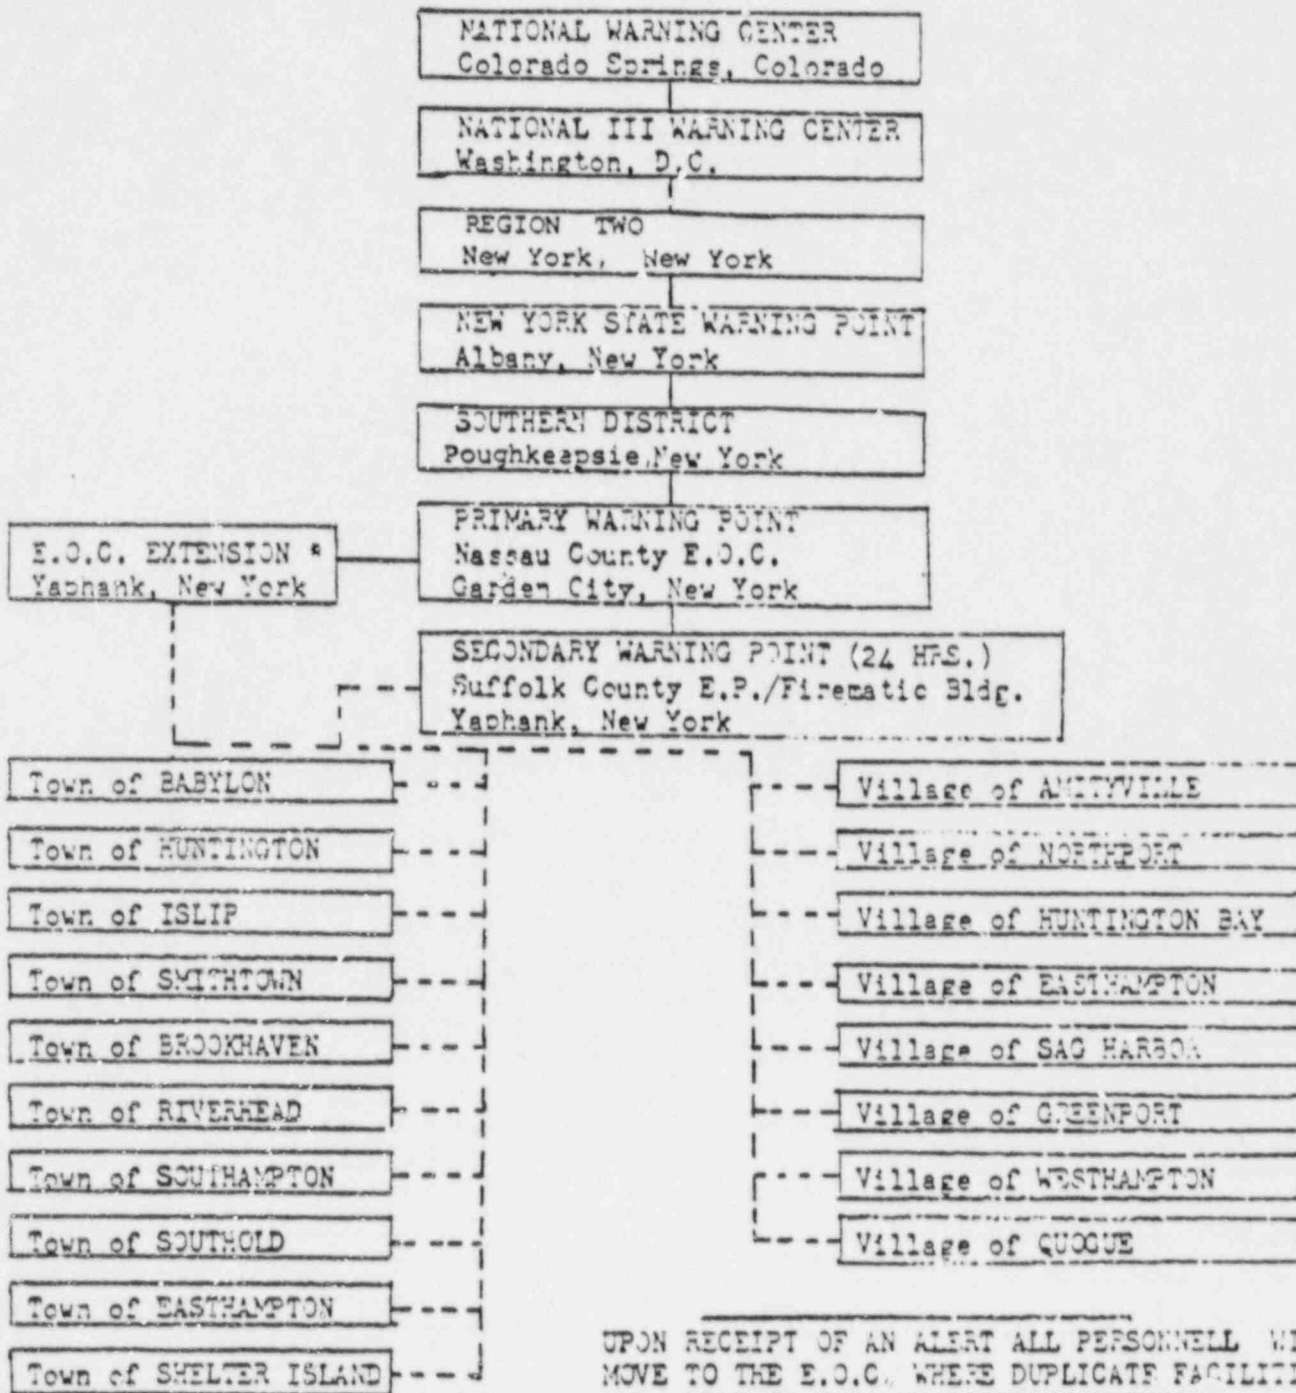 NATIONAL WARNING CENTER
Colorado Springs, Colorado
NATIONAL III WARNING CENTER
Washington, D.C.
REGION TWO
New York, New York
NEW YORK STATE WARNING POINT
Albany, New York
SOUTHERN DISTRICT
Poughkeepsie, New York
PRIMARY WARNING POINT
Nassau County E.O.C.
Garden City, New York
E.O.C. EXTENSION *
Yaphank, New York
SECONDARY WARNING POINT (24 HRS.)
Suffolk County E.P./Firematic Bldg.
Yaphank, New York
Town of BABYLON
Town of HUNTINGTON
Town of ISLIP
Town of SMITHTOWN
Town of BROOKHAVEN
Town of RIVERHEAD
Town of SOUTHAMPTON
Town of SOUTHOLD
Town of EASTHAMPTON
Town of SHELTER ISLAND
Village of AMITYVILLE
Village of NORTHPORT
Village of HUNTINGTON BAY
Village of EASTHAMPTON
Village of SAG HARBOR
Village of GREENPORT
Village of WESTHAMPTON
Village of QUOGUE
UPON RECEIPT OF AN ALERT ALL PERSONNELL
MOVE TO THE E.O.C. WHERE DUPLICATE